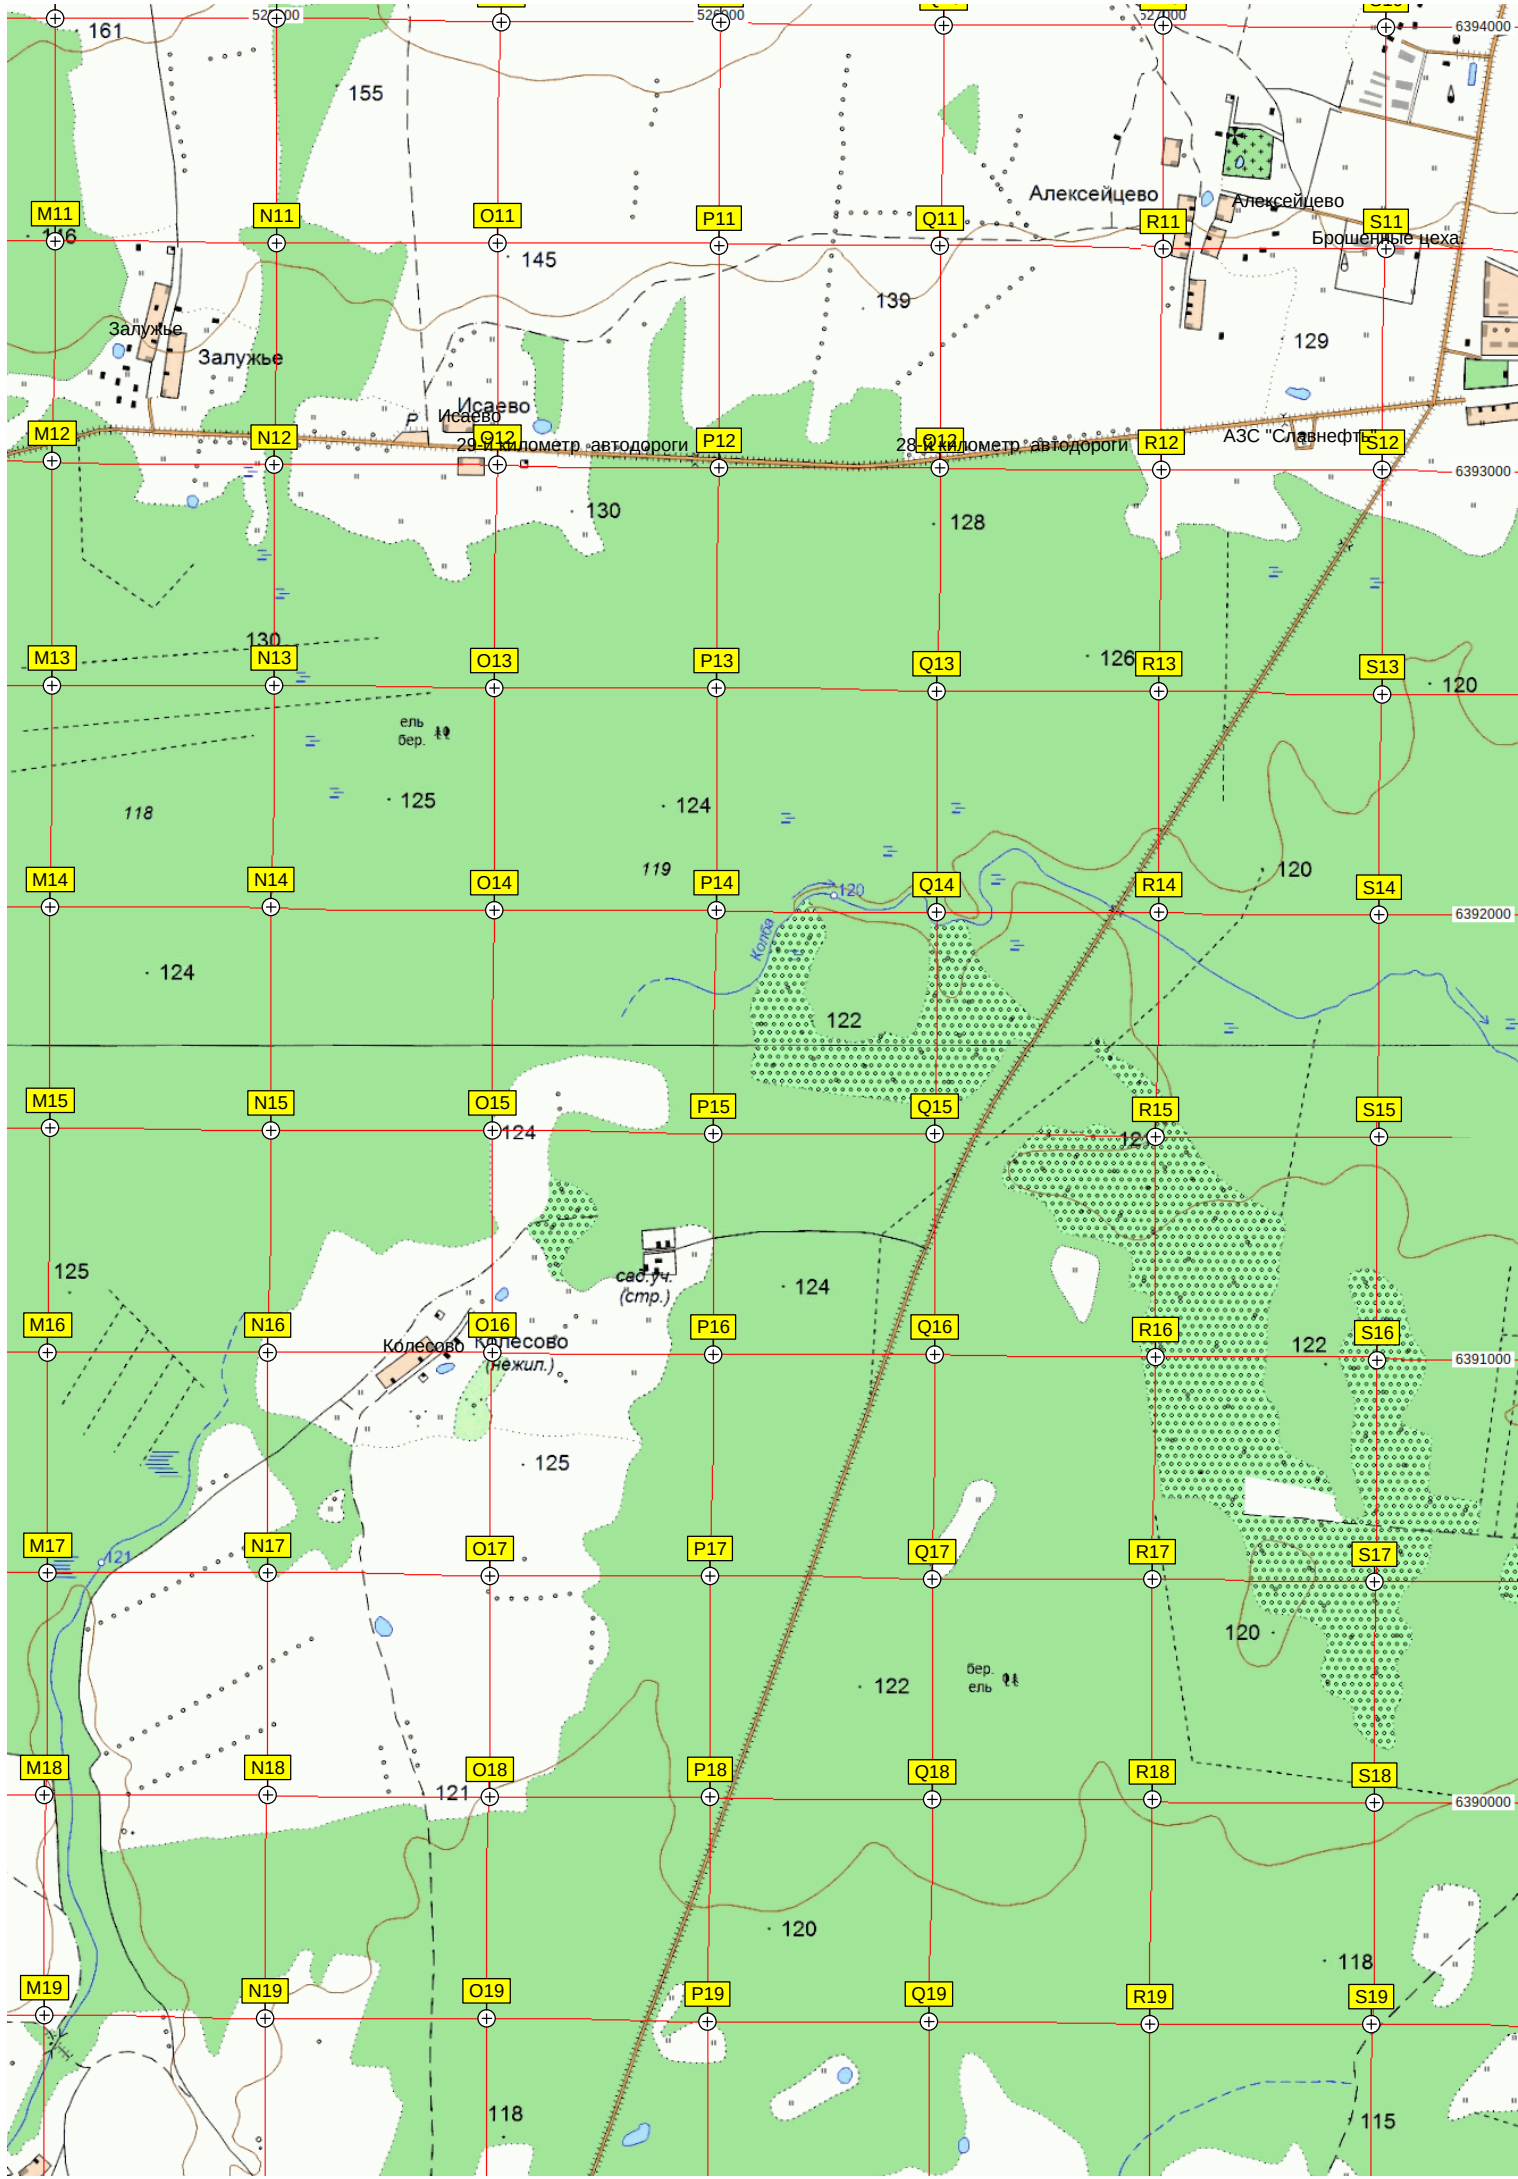 161
525000
526000
527000
6394000
155
M11
N11
O11
P11
Q11
R11
S11
Алексейцево
Алексейцево
Брошенные цеха.
145
139
129
Залужье
Залужье
Р
Исаево
Исаево
M12
N12
O12
P12
Q12
R12
S12
29-й километр автодороги
28-й километр автодороги
АЗС "Славнефть"
6393000
130
128
130
126
120
M13
N13
O13
P13
Q13
R13
S13
ель
бер.
118
125
124
119
120
120
M14
N14
O14
P14
Q14
R14
S14
6392000
Колба
124
122
M15
N15
O15
P15
Q15
R15
S15
124
125
сад.уч.
(стр.)
124
M16
N16
O16
P16
Q16
R16
S16
Колесово
Колесово
(нежил.)
122
6391000
125
M17
N17
O17
P17
Q17
R17
S17
121
120
122
бер.
ель
M18
N18
O18
P18
Q18
R18
S18
121
6390000
120
118
M19
N19
O19
P19
Q19
R19
S19
118
115